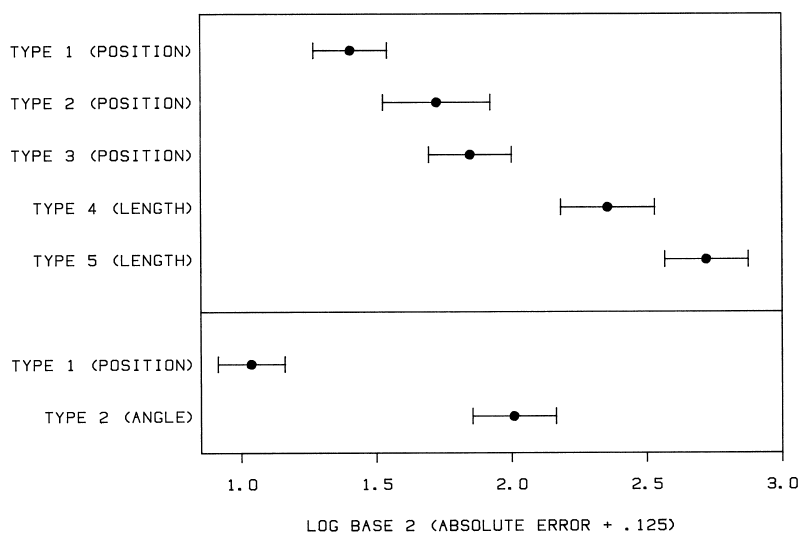 TYPE 1 (POSITION)
TYPE 2 (POSITION)
TYPE 3 (POSITION)
TYPE 4 (LENGTH)
TYPE 5 (LENGTH)
TYPE 1 (POSITION)
TYPE 2 (ANGLE)
1.0 1.5 2.0 2.5 3.0
LOG BASE 2 (ABSOLUTE ERROR + .125)